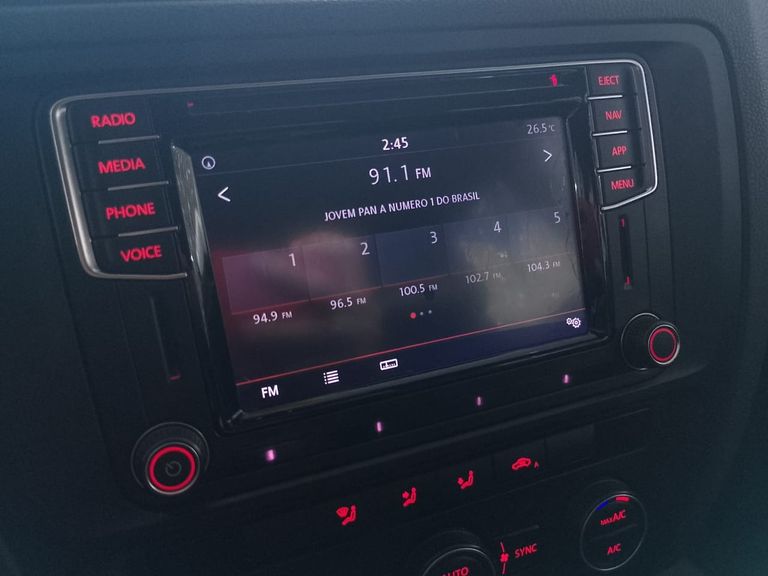 RADIO
MEDIA
PHONE
VOICE
EJECT
NAV
APP
MENU
2:45
26.5°C
91.1 FM
JOVEM PAN A NUMERO 1 DO BRASIL
1 2 3 4 5
94.9 FM 96.5 FM 100.5 FM 102.7 FM 104.3 FM
FM
A
AUTO
SYNC
MAX A/C
A/C